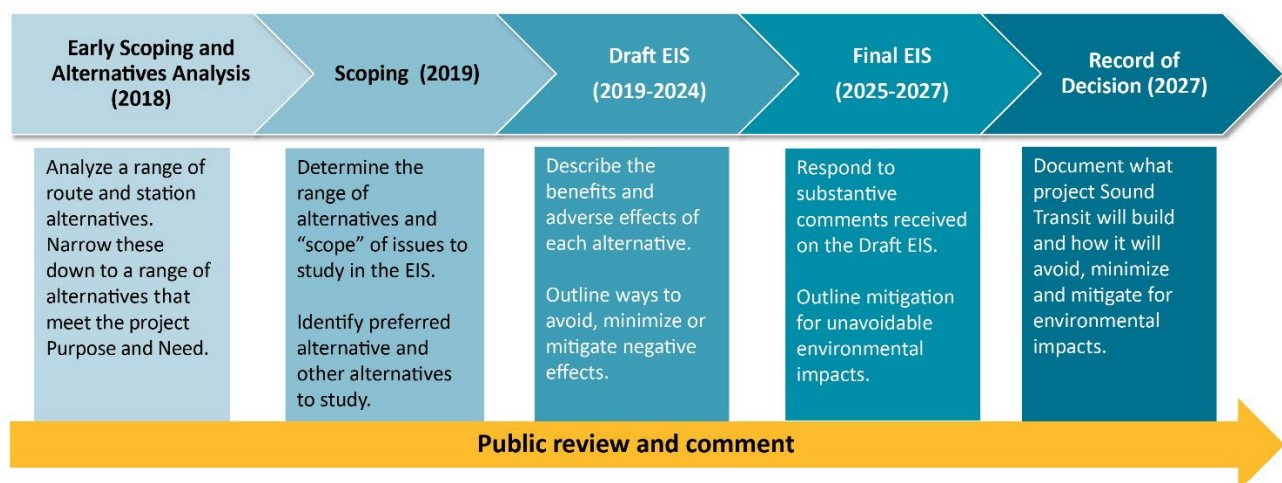 Early Scoping and
Alternatives Analysis
(2018)
Scoping (2019)
Draft EIS
(2019-2024)
Final EIS
(2025-2027)
Record of
Decision (2027)
Analyze a range of
route and station
alternatives.
Narrow these
down to a range of
alternatives that
meet the project
Purpose and Need.
Determine the
range of
alternatives and
“scope” of issues to
study in the EIS.
Identify preferred
alternative and
other alternatives
to study.
Describe the
benefits and
adverse effects of
each alternative.
Outline ways to
avoid, minimize or
mitigate negative
effects.
Respond to
substantive
comments received
on the Draft EIS.
Outline mitigation
for unavoidable
environmental
impacts.
Document what
project Sound
Transit will build
and how it will
avoid, minimize
and mitigate for
environmental
impacts.
Public review and comment